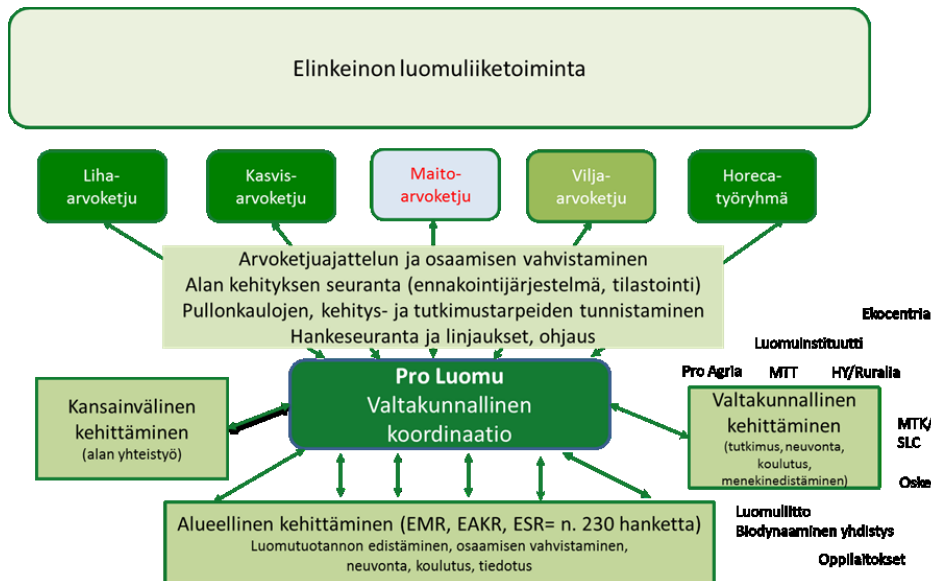 Elinkeinon luomuliiketoiminta
Liha-
arvoketju
Kasvis-
arvoketju
Maito-
arvoketju
Vilja-
arvoketju
Horeca-
työryhmä
Arvoketjuajattelun ja osaamisen vahvistaminen
Alan kehityksen seuranta (ennakointijärjestelmä, tilastointi)
Pullonkaulojen, kehitys- ja tutkimustarpeiden tunnistaminen
Hankeseuranta ja linjaukset, ohjaus
Ekocentria
Luomuinstituutti
Pro Agria
MTT
HY/Ruralia
Pro Luomu
Valtakunnallinen
koordinaatio
Kansainvälinen
kehittäminen
(alan yhteistyö)
Valtakunnallinen
kehittäminen
(tutkimus, neuvonta,
koulutus,
menekinedistäminen)
MTK/
SLC
Oske
Luomuliitto
Biodynaaminen yhdistys
Oppilaitokset
Alueellinen kehittäminen (EMR, EAKR, ESR= n. 230 hanketta)
Luomutuotannon edistäminen, osaamisen vahvistaminen,
neuvonta, koulutus, tiedotus